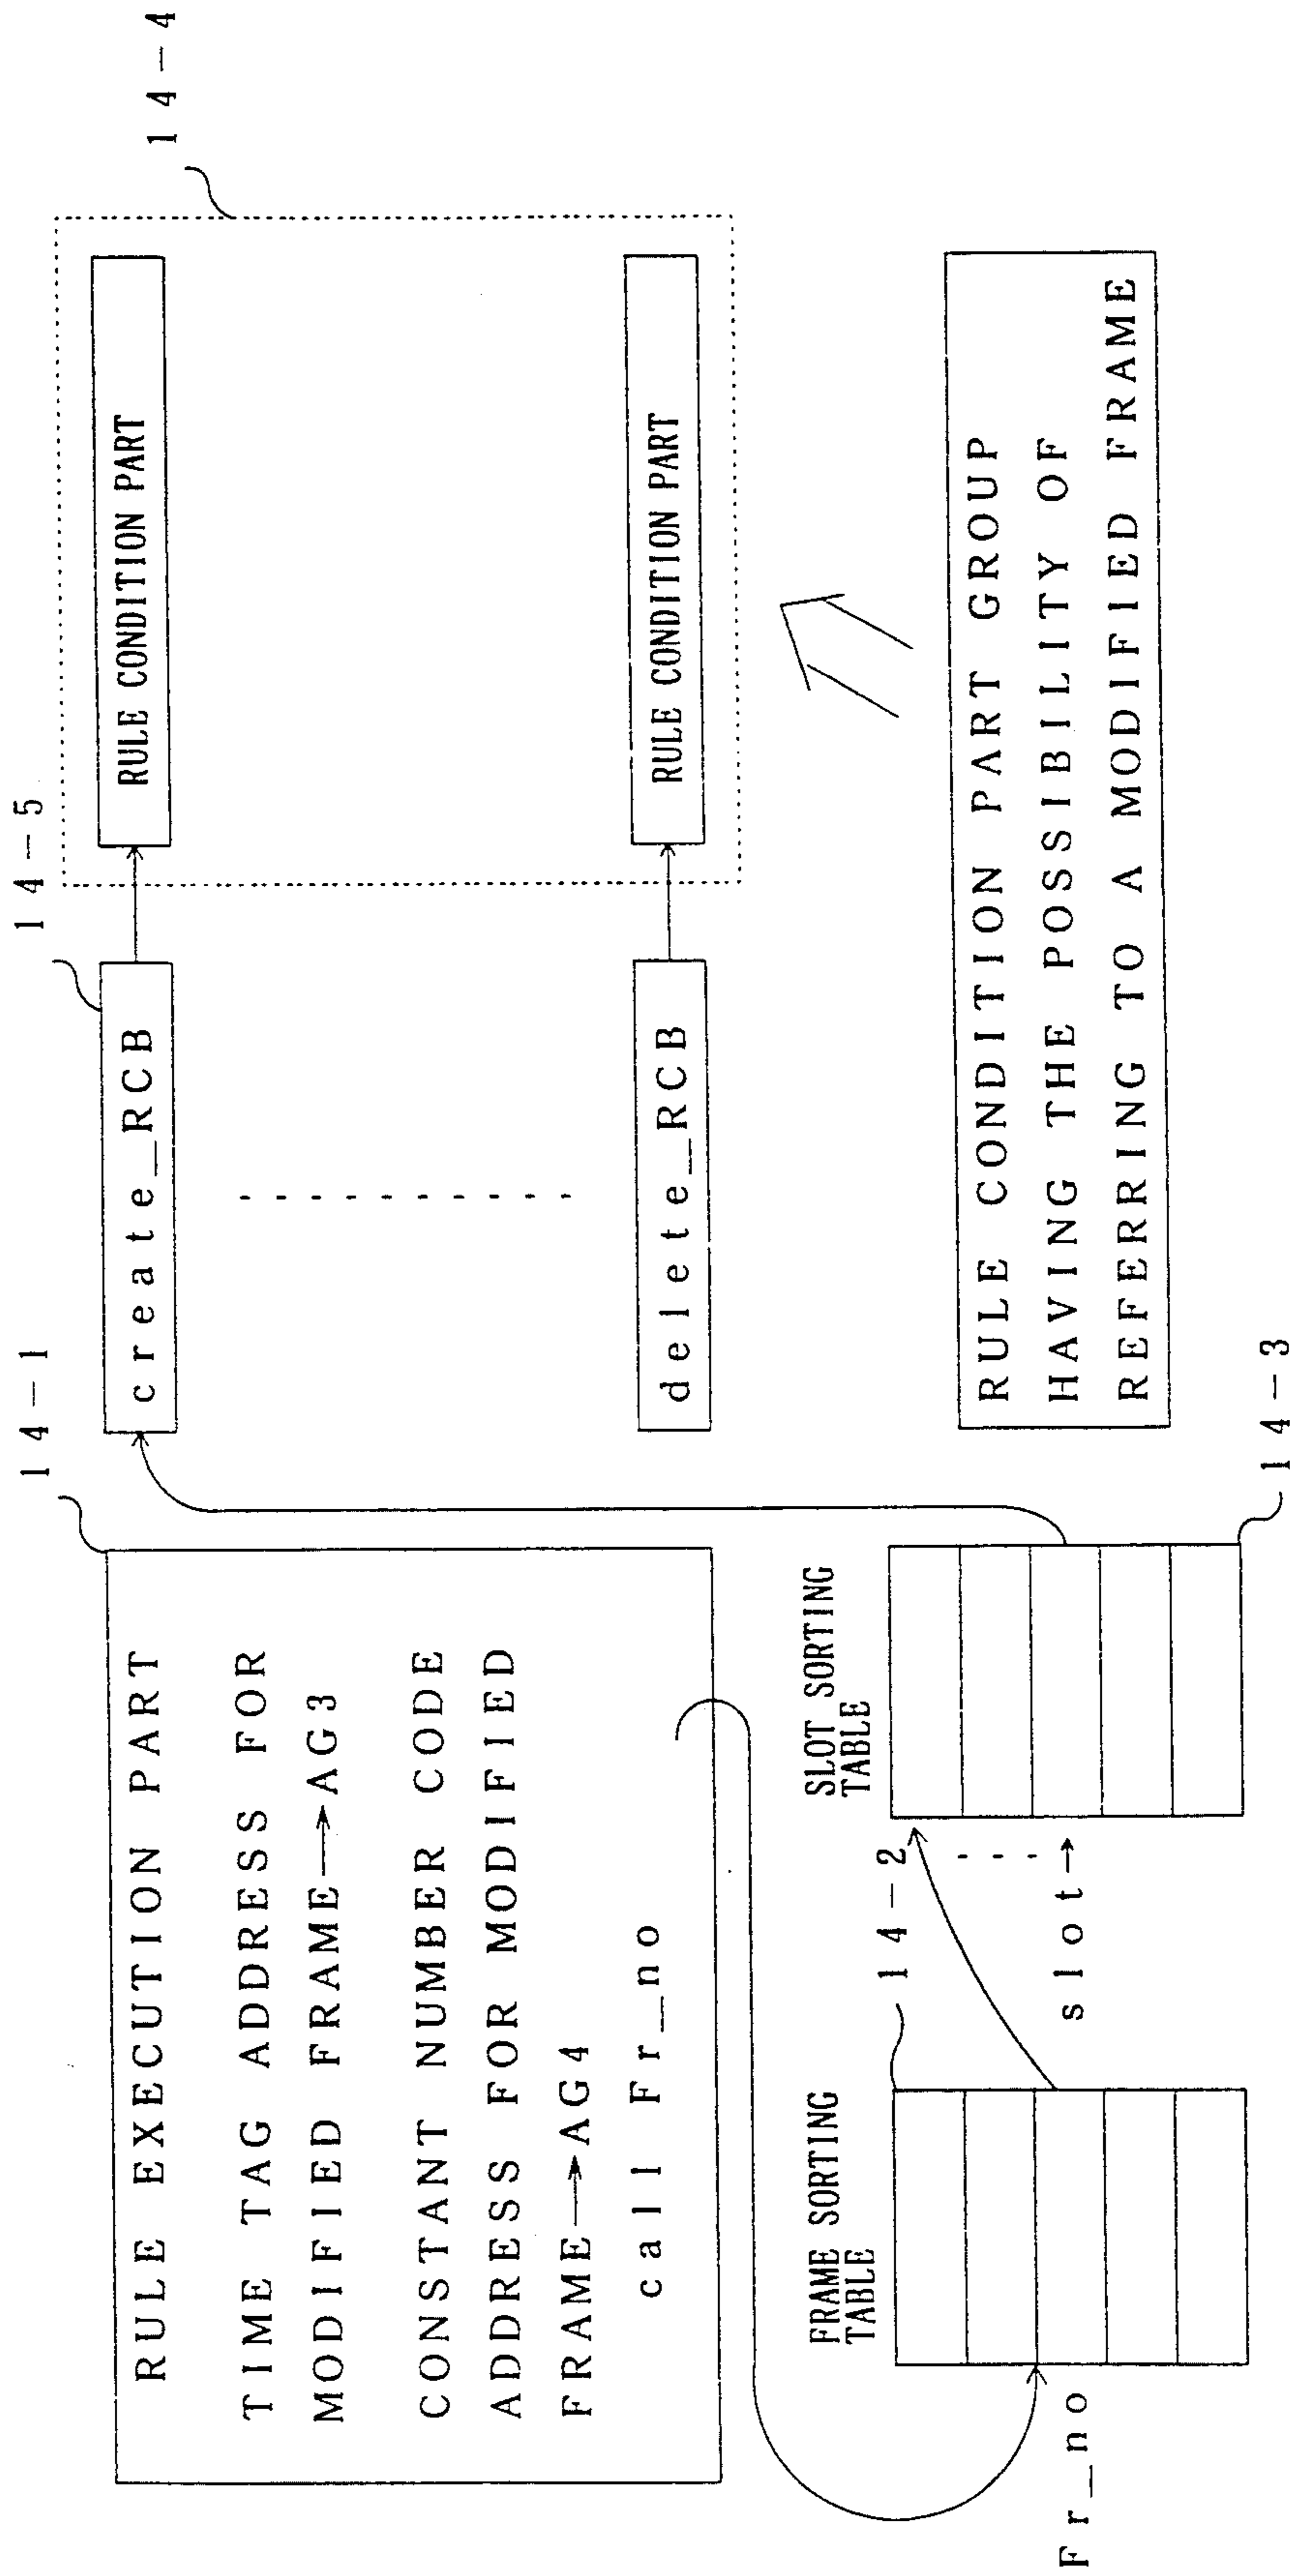 14-1
RULE EXECUTION PART
TIME TAG ADDRESS FOR
MODIFIED FRAME→AG3
CONSTANT NUMBER CODE
ADDRESS FOR MODIFIED
FRAME→AG4
call Fr_no
14-5
create_RCB
RULE CONDITION PART
14-4
delete_RCB
RULE CONDITION PART
FRAME SORTING
TABLE
14-2
Fr_no
SLOT SORTING
TABLE
slot→
14-3
RULE CONDITION PART GROUP
HAVING THE POSSIBILITY OF
REFERRING TO A MODIFIED FRAME